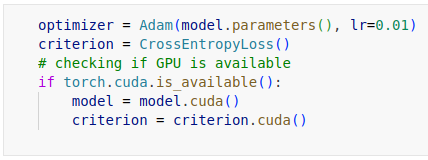 optimizer = Adam(model.parameters(), lr=0.01)
criterion = CrossEntropyLoss()
# checking if GPU is available
if torch.cuda.is_available():
    model = model.cuda()
    criterion = criterion.cuda()